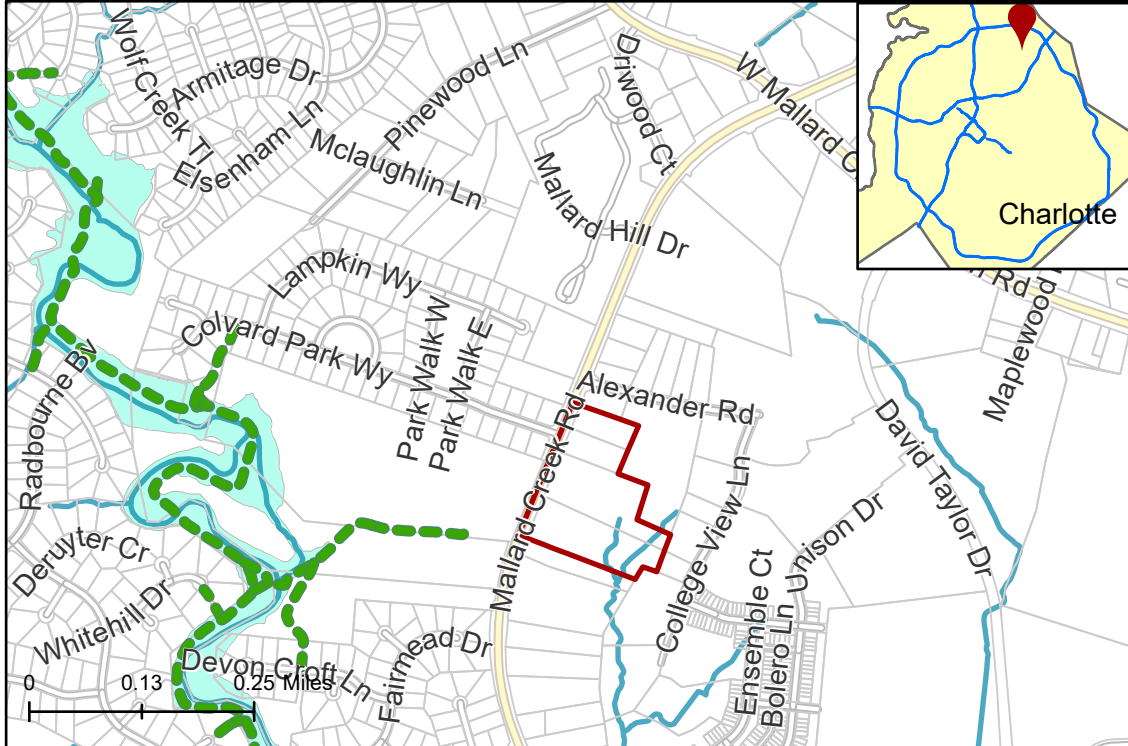 Wolf Creek Tl
Armitage Dr
Elsenham Ln
Pinewood Ln
Mclaughlin Ln
Driwood Ct
W Mallard C
Mallard Hill Dr
Charlotte
Rd
Maplewood
Lampkin Wy
Colvard Park Wy
Park Walk W
Park Walk E
Radbourne Bv
Alexander Rd
Mallard Creek Rd
David Taylor Dr
College View Ln
Unison Dr
Deruyter Cr
Whitehill Dr
Devon Croft Ln
Fairmead Dr
Ensemble Ct
Bolero Ln
0 0.13 0.25 Miles